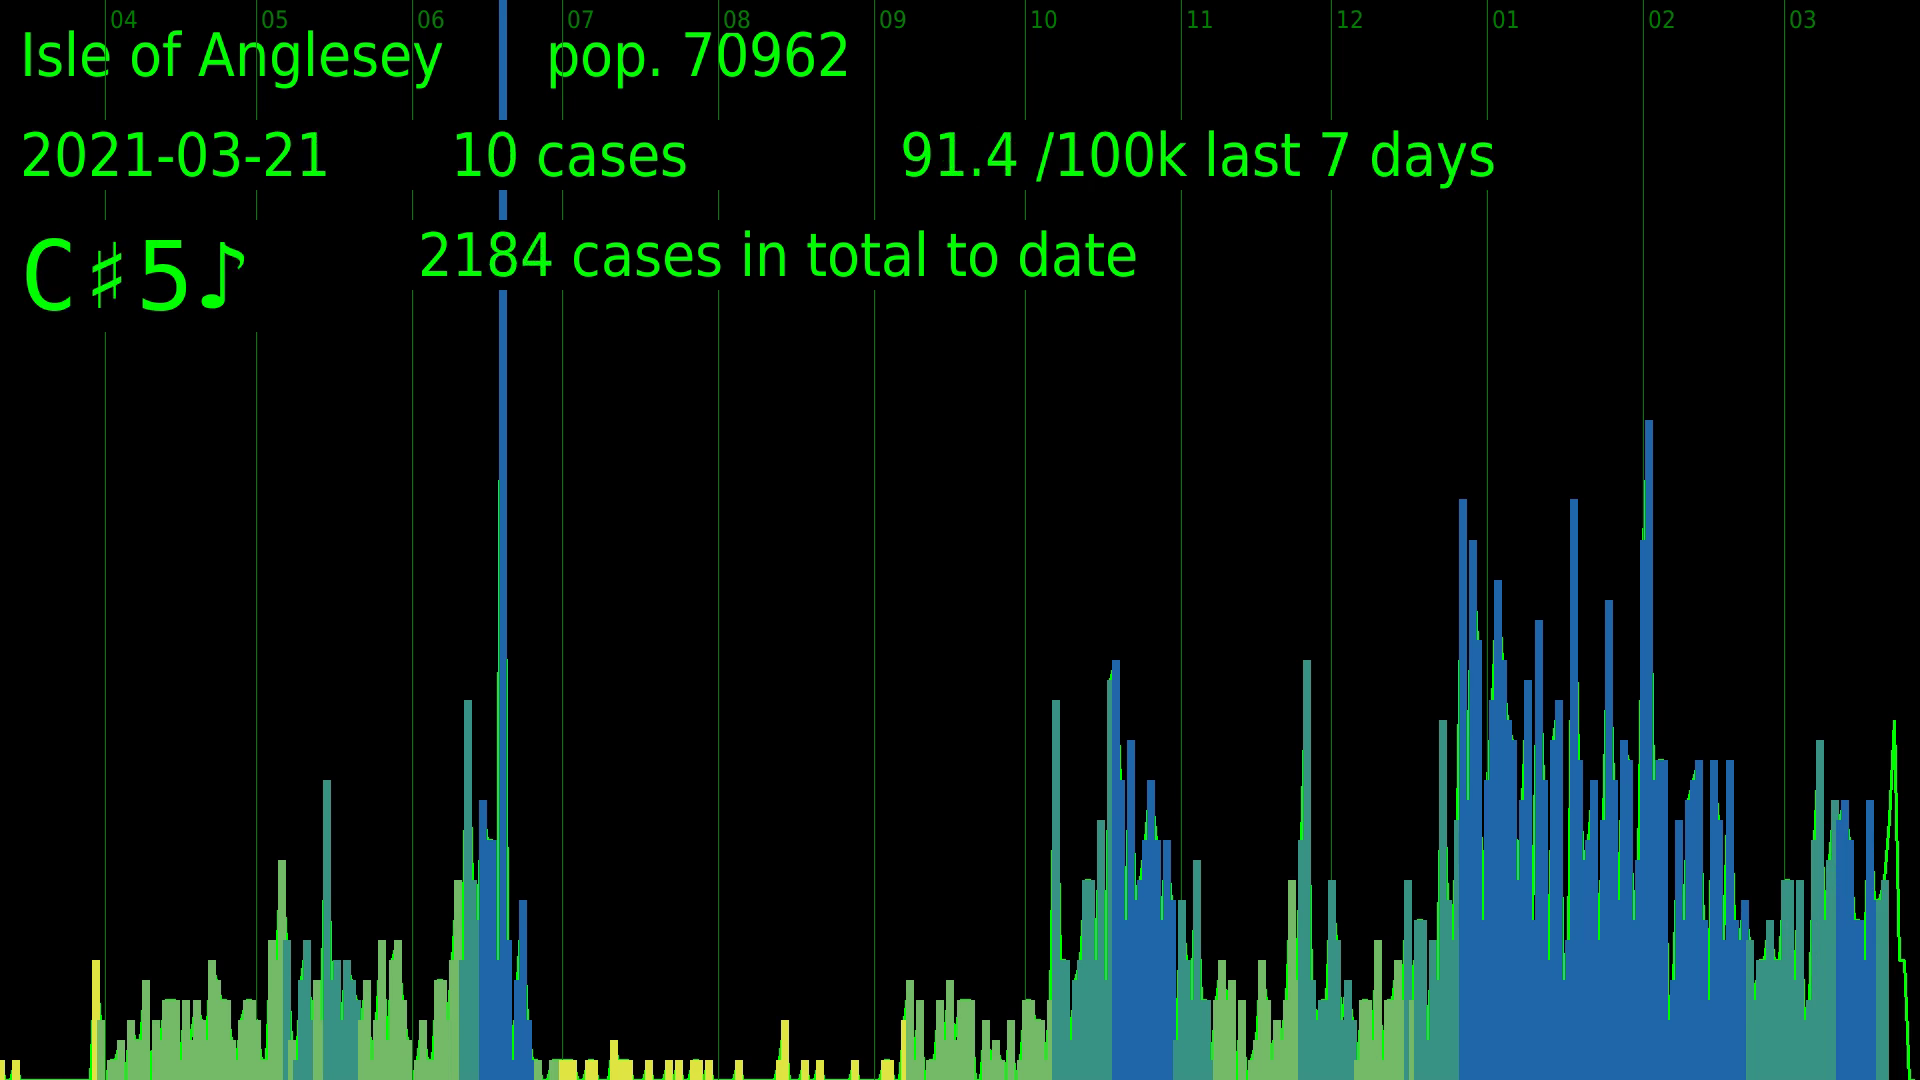 04 05 06 07 08 09 10 11 12 01 02 03
Isle of Anglesey pop. 70962
2021-03-21 10 cases 91.4 /100k last 7 days
C♯5♪ 2184 cases in total to date